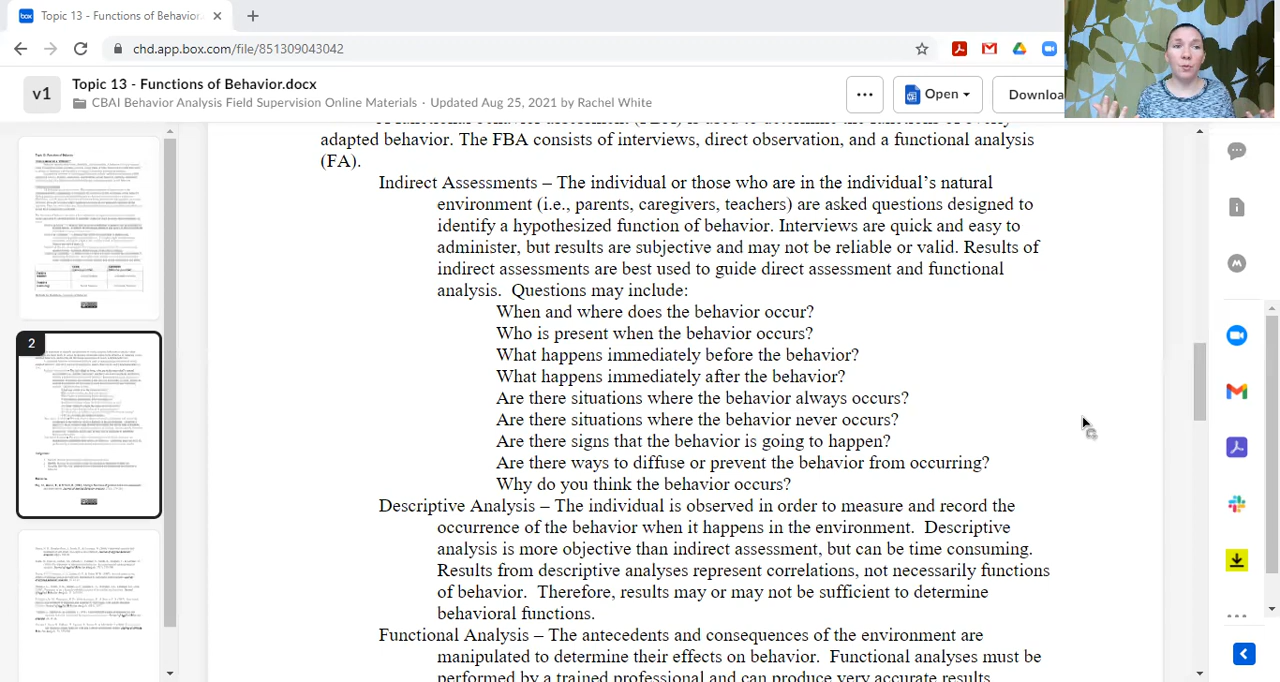 Topic 13 - Functions of Behavior.
chd.app.box.com/file/851309043042
v1
Topic 13 - Functions of Behavior.docx
CBAI Behavior Analysis Field Supervision Online Materials · Updated Aug 25, 2021 by Rachel White
Open
Downloa
adapted behavior. The FBA consists of interviews, direct observation, and a functional analysis
(FA).
Indirect Assessment – The individual or those who are in the individual's natural
environment (i.e., parents, caregivers, teachers) are asked questions designed to
identify a hypothesized function of behavior. Interviews are quick and easy to
administer but results are subjective and may not be reliable or valid. Results of
indirect assessments are best used to guide direct assessment and functional
analysis. Questions may include:
When and where does the behavior occur?
Who is present when the behavior occurs?
What happens immediately before the behavior?
What happens immediately after the behavior?
Are there situations where the behavior always occurs?
Are there situations where the behavior never occurs?
Are there signs that the behavior is going to happen?
Are there ways to diffuse or prevent the behavior from occurring?
Why do you think the behavior occurs?
Descriptive Analysis – The individual is observed in order to measure and record the
occurrence of the behavior when it happens in the environment. Descriptive
analysis is more objective than indirect assessment, but can be time consuming.
Results from descriptive analyses represent correlations, not necessarily functions
of behavior. Therefore, results may or may not be sufficient to determine
behavioral functions.
Functional Analysis – The antecedents and consequences of the environment are
manipulated to determine their effects on behavior. Functional analyses must be
performed by a trained professional and can produce very accurate results
2